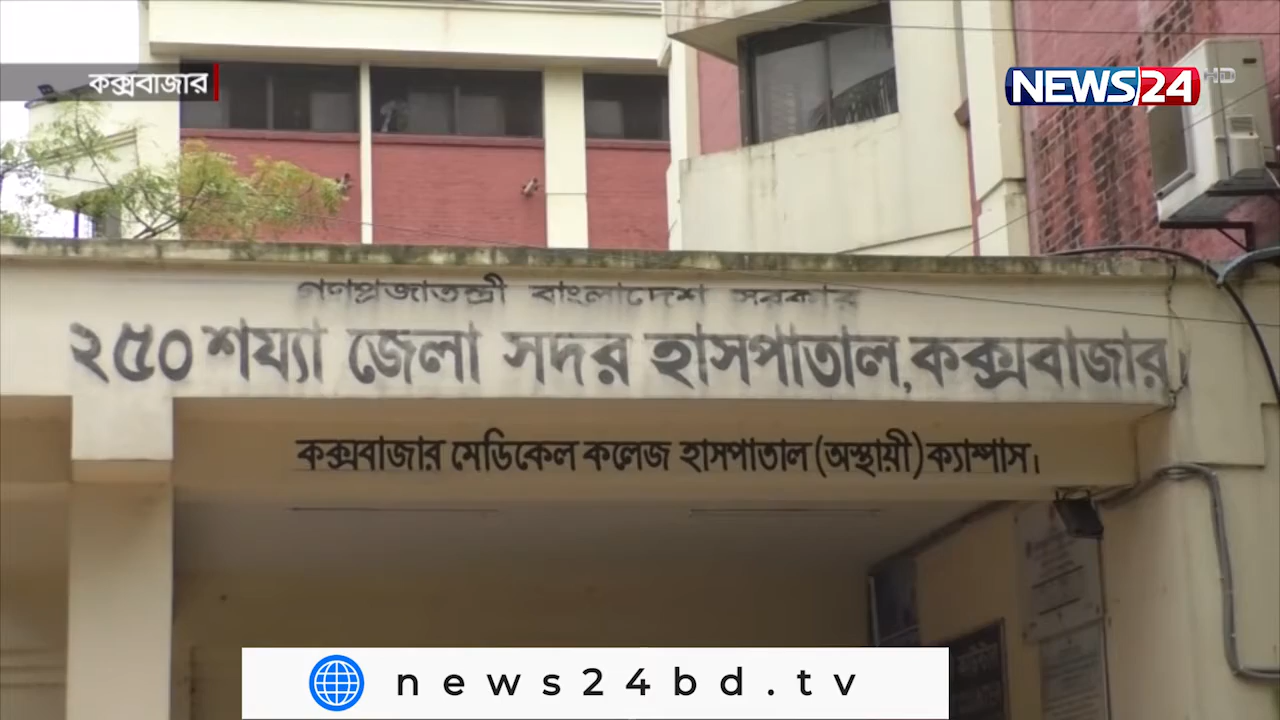 কক্সবাজার
NEWS24 HD
গণপ্রজাতন্ত্রী বাংলাদেশ সরকার
২৫০ শয্যা জেলা সদর হাসপাতাল, কক্সবাজার।
কক্সবাজার মেডিকেল কলেজ হাসপাতাল (অস্থায়ী) ক্যাম্পাস।
news24bd.tv